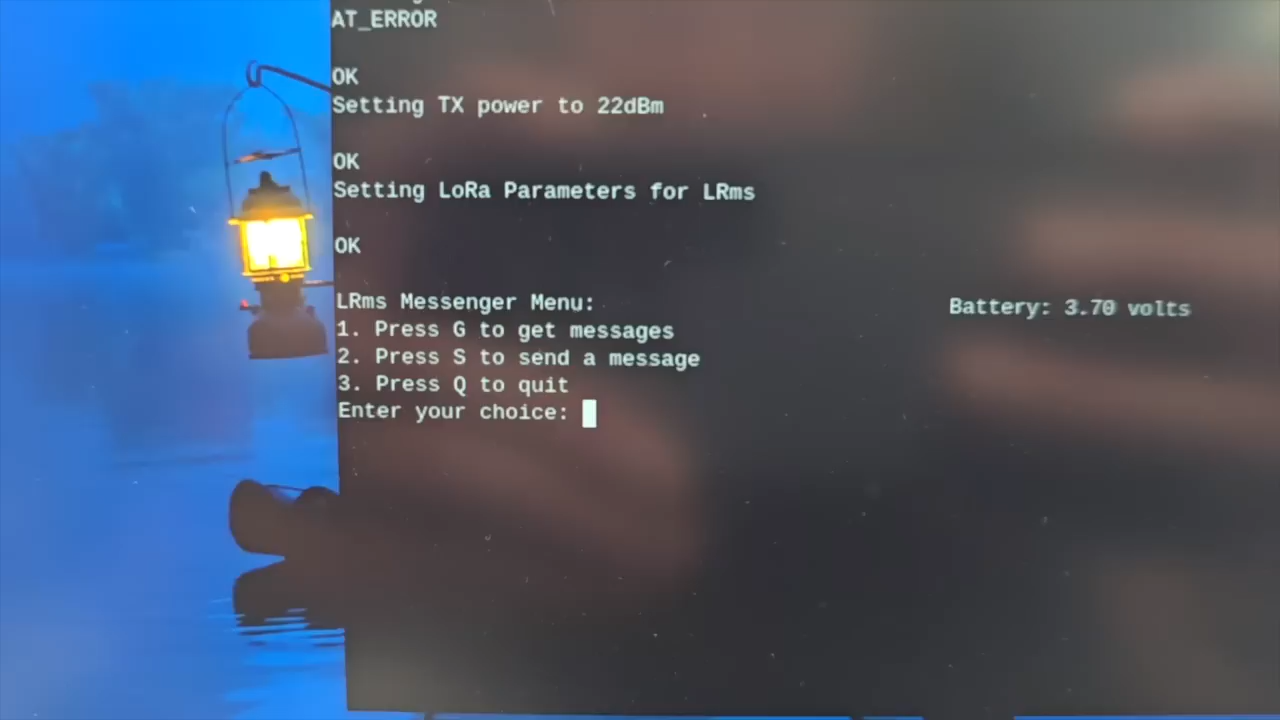 AT_ERROR
OK
Setting TX power to 22dBm
OK
Setting LoRa Parameters for LRms
OK
LRms Messenger Menu:
Battery: 3.70 volts
1. Press G to get messages
2. Press S to send a message
3. Press Q to quit
Enter your choice: